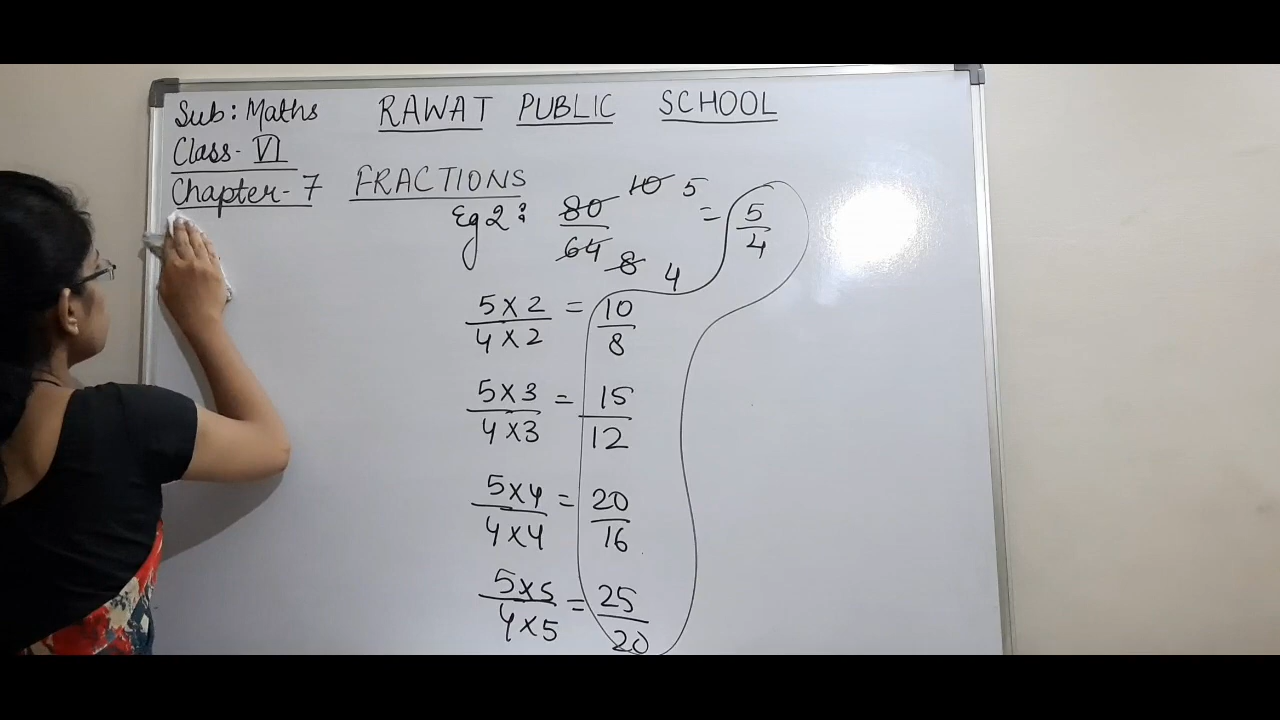 Sub: Maths RAWAT PUBLIC SCHOOL
Class- VI
Chapter- 7 FRACTIONS
Eg 2: 80/64 10/8 5/4 = 5/4
5 x 2 / 4 x 2 = 10/8
5 x 3 / 4 x 3 = 15/12
5 x 4 / 4 x 4 = 20/16
5 x 5 / 4 x 5 = 25/20